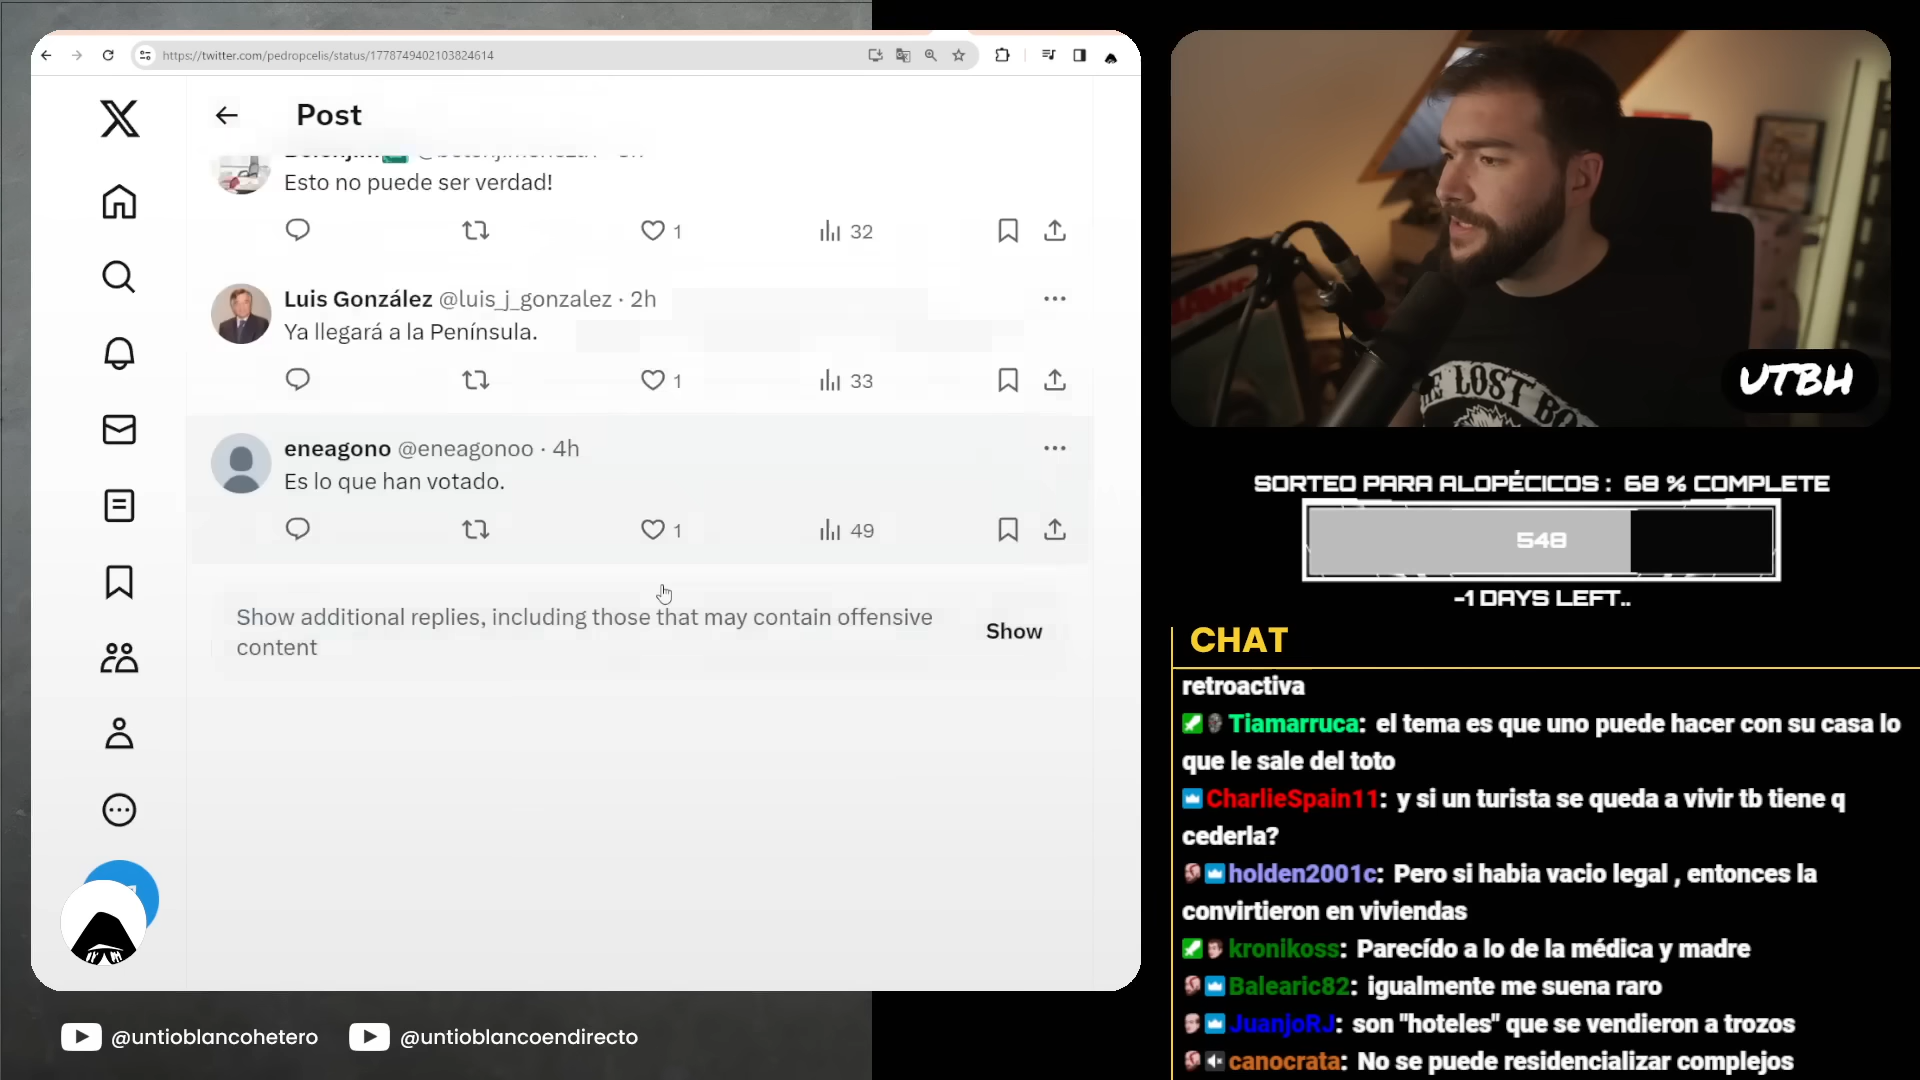 https://twitter.com/pedropcelis/status/1778749402103824614
Post
Esto no puede ser verdad!
1
32
Luis González @luis_j_gonzalez · 2h
Ya llegará a la Península.
1
33
eneagono @eneagonoo · 4h
Es lo que han votado.
1
49
Show additional replies, including those that may contain offensive
content
Show
@untioblancohetero
@untioblancoendirecto
E LOST BO
UTBH
SORTEO PARA ALOPÉCICOS : 68 % COMPLETE
548
-1 DAYS LEFT..
CHAT
retroactiva
Tiamarruca: el tema es que uno puede hacer con su casa lo
que le sale del toto
CharlieSpain11: y si un turista se queda a vivir tb tiene q
cederla?
holden2001c: Pero si habia vacio legal , entonces la
convirtieron en viviendas
kronikoss: Parecído a lo de la médica y madre
Balearic82: igualmente me suena raro
JuanjoRJ: son "hoteles" que se vendieron a trozos
canocrata: No se puede residencializar complejos